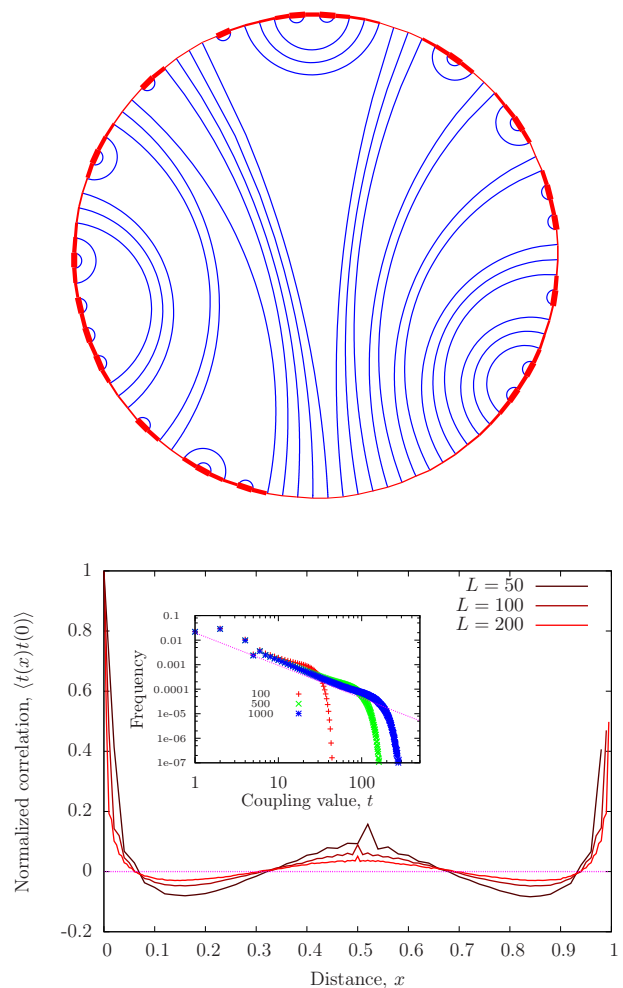 Normalized correlation, ⟨t(x)t(0)⟩
1
0.8
0.6
0.4
0.2
0
-0.2
0 0.1 0.2 0.3 0.4 0.5 0.6 0.7 0.8 0.9 1
Distance, x
L = 50
L = 100
L = 200
Frequency
0.1
0.01
0.001
0.0001
1e-05
1e-06
1e-07
1 10 100
Coupling value, t
100
500
1000